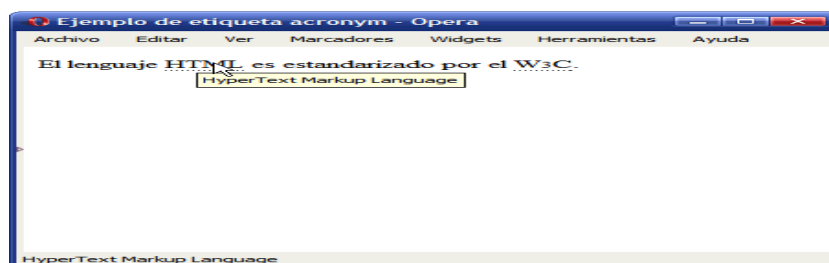 Ejemplo de etiqueta acronym - Opera
Archivo Editar Ver Marcadores Widgets Herramientas Ayuda
El lenguaje HTML es estandarizado por el W3C.
HyperText Markup Language
HyperText Markup Language